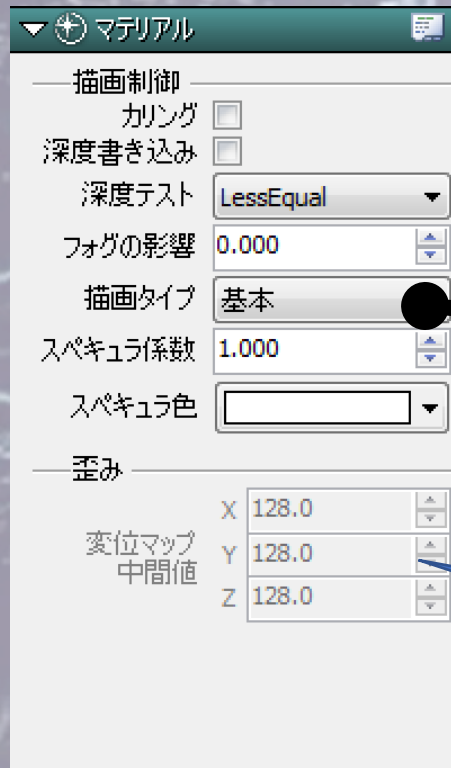 マテリアル
描画制御
カリング
深度書き込み
深度テスト LessEqual
フォグの影響 0.000
描画タイプ 基本
スペキュラ係数 1.000
スペキュラ色
歪み
X 128.0
変位マップ
中間値
Y 128.0
Z 128.0